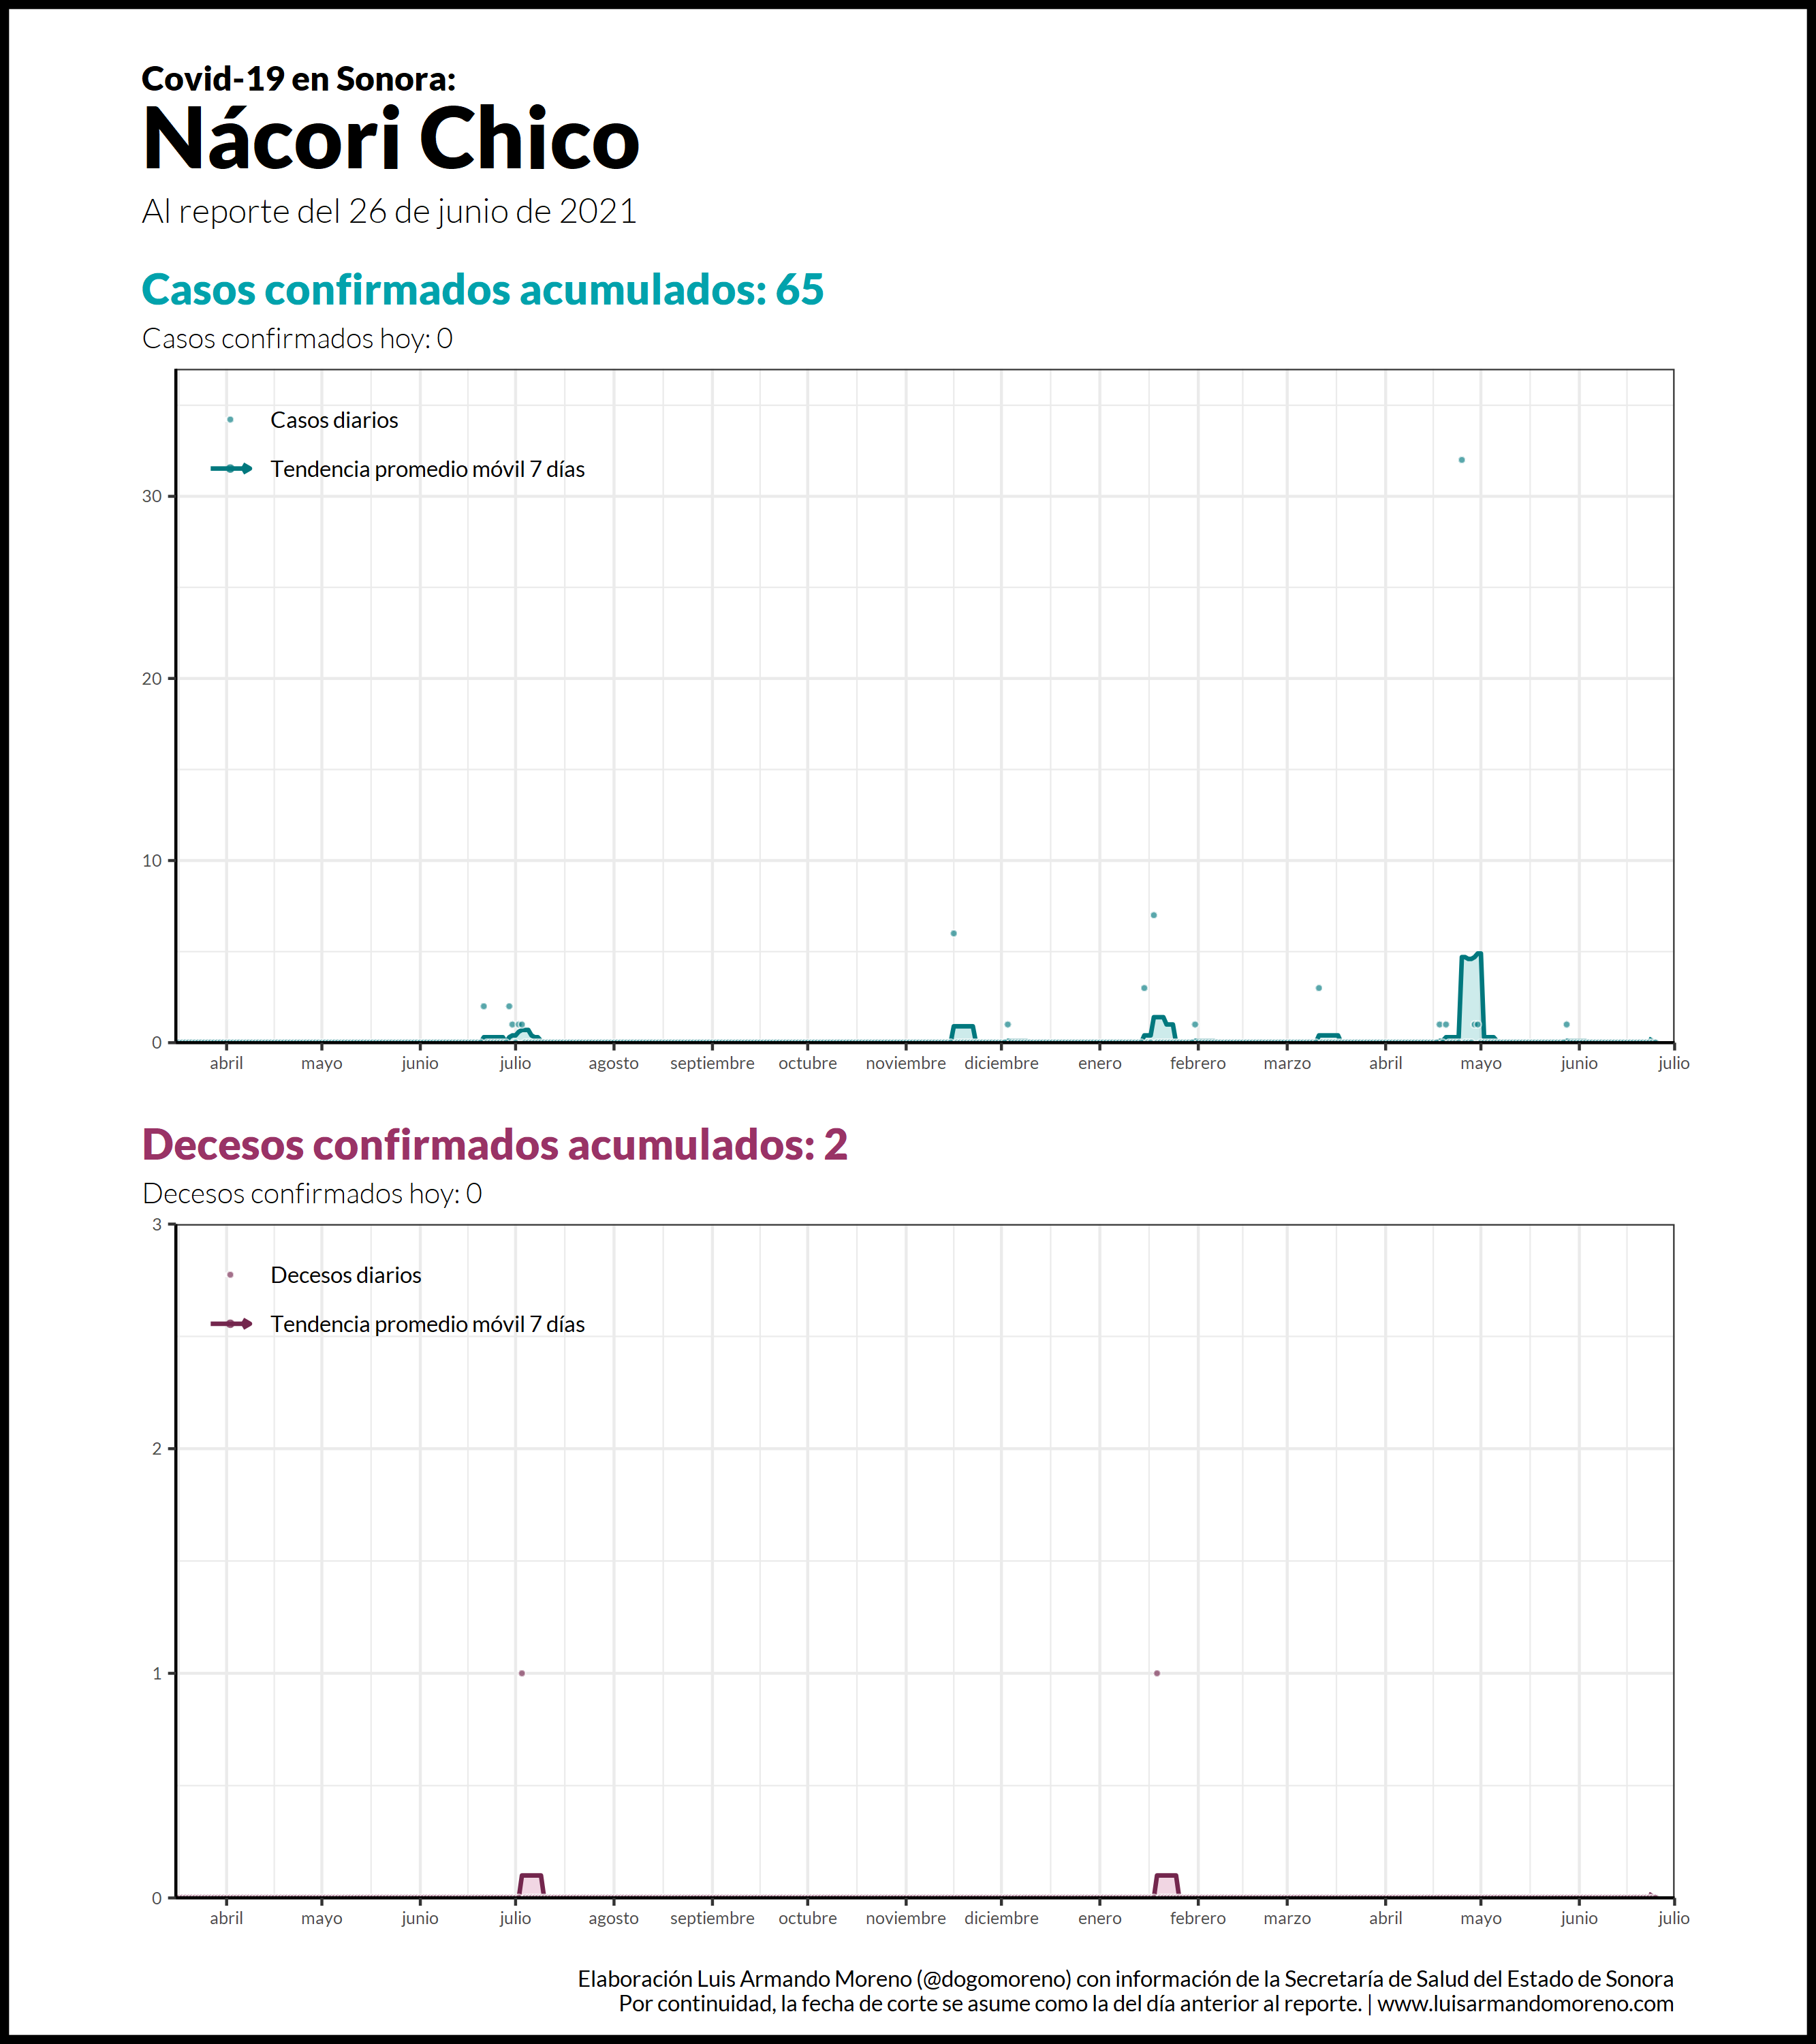 Covid-19 en Sonora:
Nácori Chico
Al reporte del 26 de junio de 2021
Casos confirmados acumulados: 65
Casos confirmados hoy: 0
Casos diarios
Tendencia promedio móvil 7 días
30
20
10
0
abril mayo junio julio agosto septiembre octubre noviembre diciembre enero febrero marzo abril mayo junio julio
Decesos confirmados acumulados: 2
Decesos confirmados hoy: 0
3
Decesos diarios
Tendencia promedio móvil 7 días
2
1
0
abril mayo junio julio agosto septiembre octubre noviembre diciembre enero febrero marzo abril mayo junio julio
Elaboración Luis Armando Moreno (@dogomoreno) con información de la Secretaría de Salud del Estado de Sonora
Por continuidad, la fecha de corte se asume como la del día anterior al reporte. | www.luisarmandomoreno.com